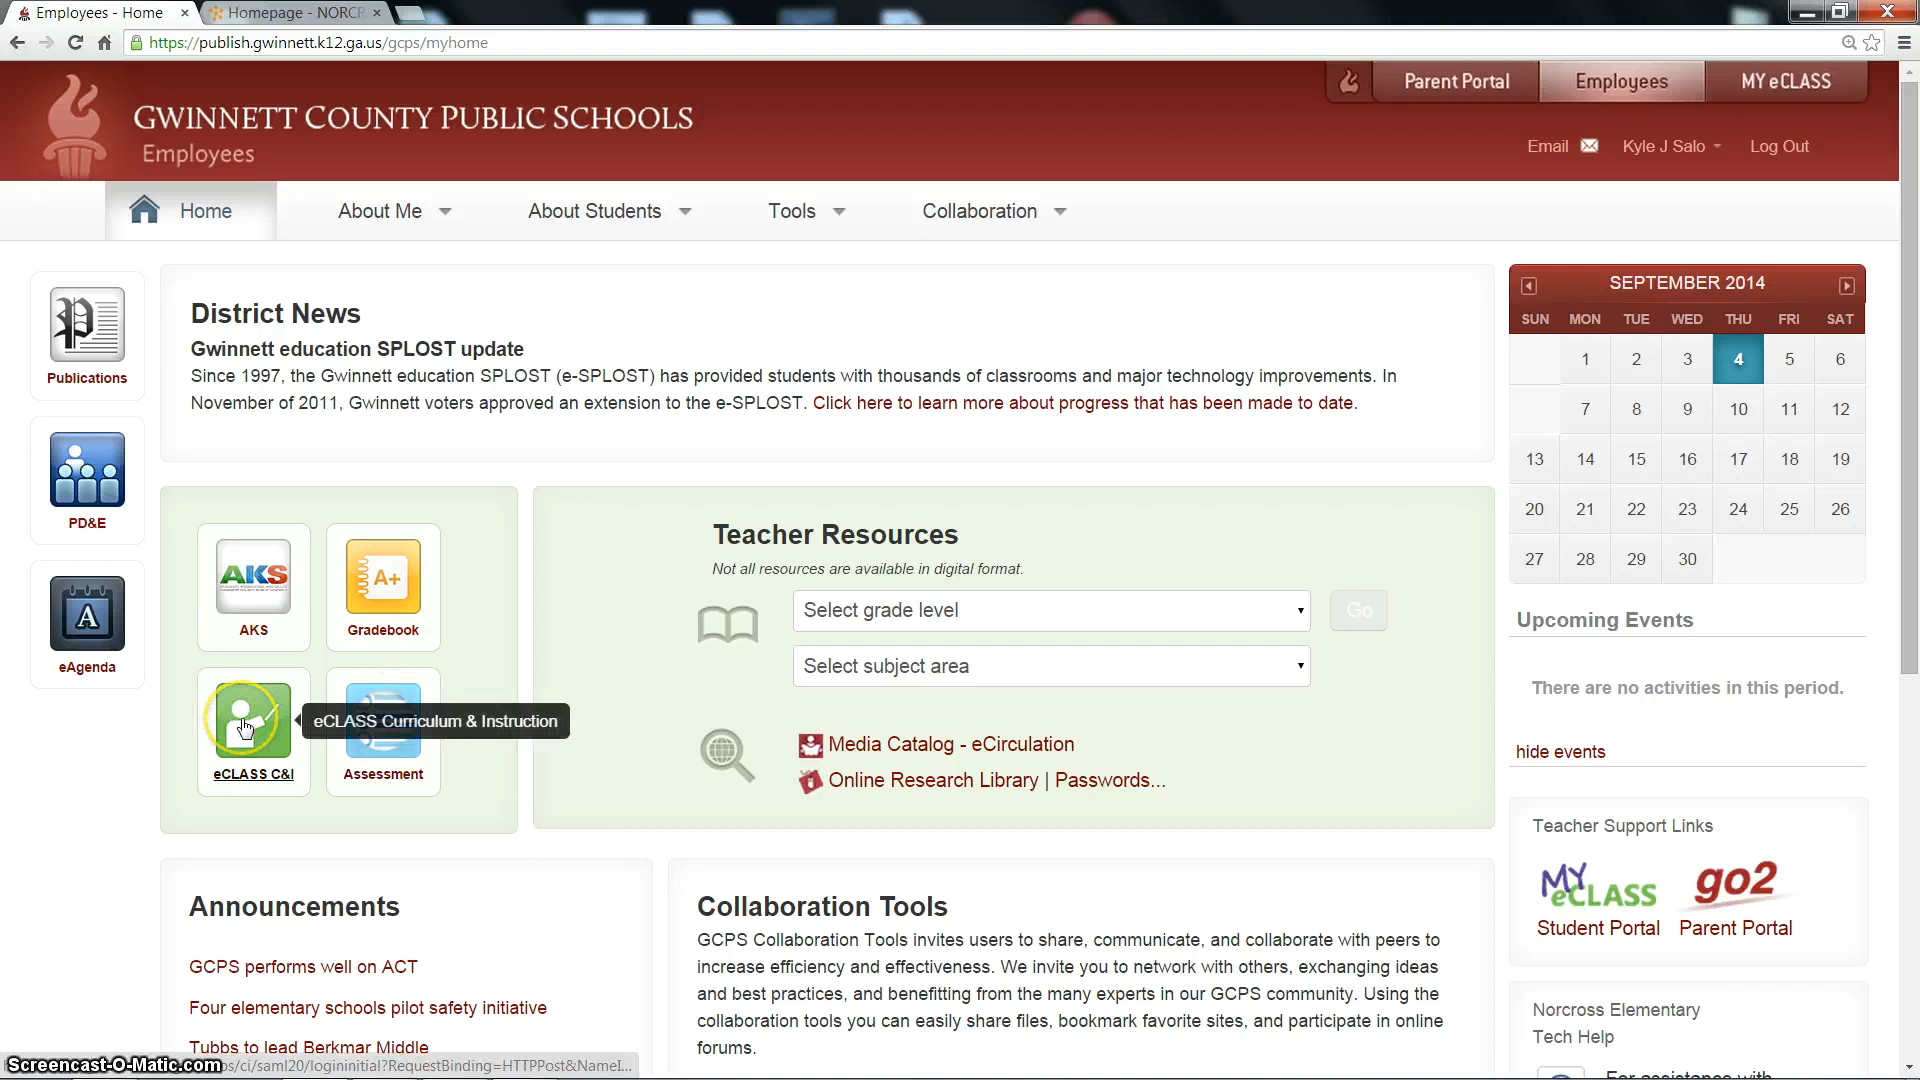 Employees - Home
Homepage - NORCR
https://publish.gwinnett.k12.ga.us/gcps/myhome
Parent Portal
Employees
MY eCLASS
GWINNETT COUNTY PUBLIC SCHOOLS
Employees
Email
Kyle J Salo
Log Out
Home
About Me
About Students
Tools
Collaboration
Publications
PD&E
A
eAgenda
District News
Gwinnett education SPLOST update
Since 1997, the Gwinnett education SPLOST (e-SPLOST) has provided students with thousands of classrooms and major technology improvements. In
November of 2011, Gwinnett voters approved an extension to the e-SPLOST. Click here to learn more about progress that has been made to date.
AKS
AKS
A+
Gradebook
eCLASS C&I
eCLASS Curriculum & Instruction
Assessment
Teacher Resources
Not all resources are available in digital format.
Select grade level
Go
Select subject area
Media Catalog - eCirculation
Online Research Library | Passwords...
SEPTEMBER 2014
SUN MON TUE WED THU FRI SAT
1 2 3 4 5 6
7 8 9 10 11 12
13 14 15 16 17 18 19
20 21 22 23 24 25 26
27 28 29 30
Upcoming Events
There are no activities in this period.
hide events
Teacher Support Links
MY eCLASS
Student Portal
go2
Parent Portal
Norcross Elementary
Tech Help
For assistance with
Announcements
GCPS performs well on ACT
Four elementary schools pilot safety initiative
Tubbs to lead Berkmar Middle
Collaboration Tools
GCPS Collaboration Tools invites users to share, communicate, and collaborate with peers to
increase efficiency and effectiveness. We invite you to network with others, exchanging ideas
and best practices, and benefitting from the many experts in our GCPS community. Using the
collaboration tools you can easily share files, bookmark favorite sites, and participate in online
forums.
Screencast-O-Matic.com
os/ci/saml20/logininitial?RequestBinding=HTTPPost&NameI...